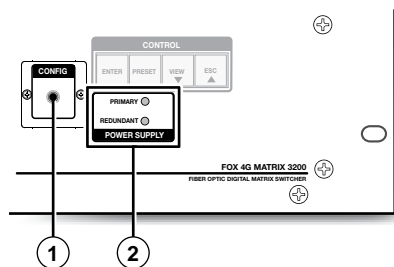 CONTROL
CONFIG
ENTER PRESET VIEW ESC
PRIMARY
REDUNDANT
POWER SUPPLY
FOX 4G MATRIX 3200
FIBER OPTIC DIGITAL MATRIX SWITCHER
1 2